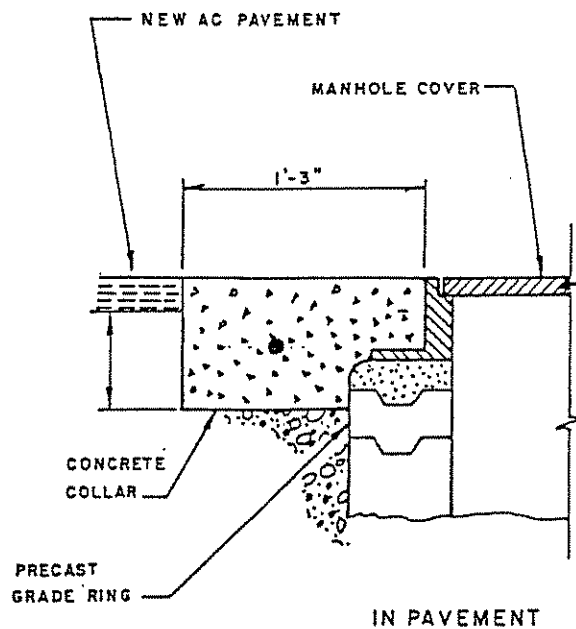 NEW AC PAVEMENT
MANHOLE COVER
1'-3"
CONCRETE
COLLAR
PRECAST
GRADE RING
IN PAVEMENT